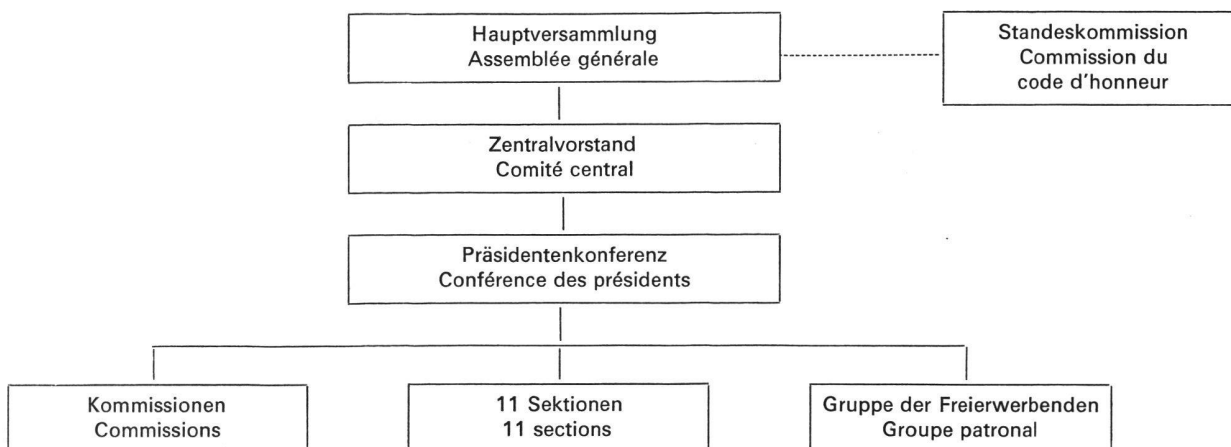 Hauptversammlung
Assemblée générale
Standeskommission
Commission du
code d'honneur
Zentralvorstand
Comité central
Präsidentenkonferenz
Conférence des présidents
Kommissionen
Commissions
11 Sektionen
11 sections
Gruppe der Freierwerbenden
Groupe patronal